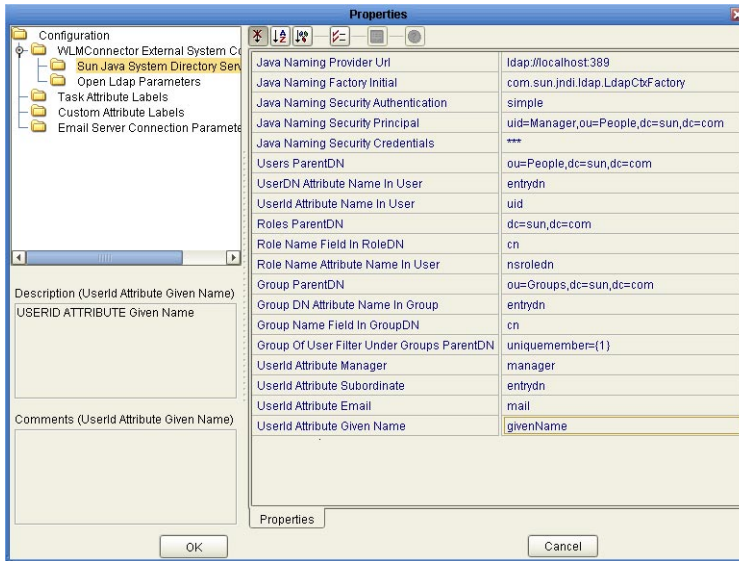 Properties
Configuration
WLMConnector External System Co
Sun Java System Directory Serv
Open Ldap Parameters
Task Attribute Labels
Custom Attribute Labels
Email Server Connection Paramete
Description (UserId Attribute Given Name)
USERID ATTRIBUTE Given Name
Comments (UserId Attribute Given Name)
Java Naming Provider Url ldap://localhost:389
Java Naming Factory Initial com.sun.jndi.ldap.LdapCtxFactory
Java Naming Security Authentication simple
Java Naming Security Principal uid=Manager,ou=People,dc=sun,dc=com
Java Naming Security Credentials ***
Users ParentDN ou=People,dc=sun,dc=com
UserDN Attribute Name In User entrydn
UserId Attribute Name In User uid
Roles ParentDN dc=sun,dc=com
Role Name Field In RoleDN cn
Role Name Attribute Name In User nsroledn
Group ParentDN ou=Groups,dc=sun,dc=com
Group DN Attribute Name In Group entrydn
Group Name Field In GroupDN cn
Group Of User Filter Under Groups ParentDN uniquemember={1}
UserId Attribute Manager manager
UserId Attribute Subordinate entrydn
UserId Attribute Email mail
UserId Attribute Given Name givenName
Properties
OK Cancel